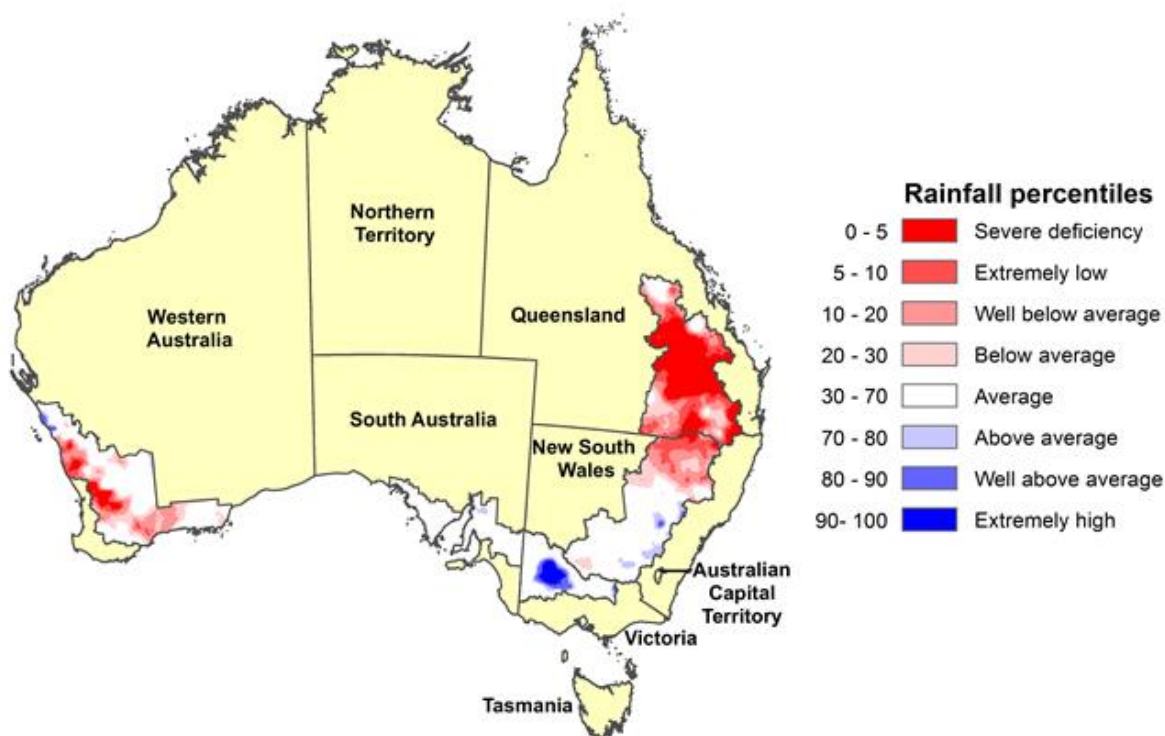 Northern
Territory
Western
Australia
Queensland
South Australia
New South
Wales
Australian
Capital
Territory
Victoria
Tasmania
Rainfall percentiles
0 - 5 Severe deficiency
5 - 10 Extremely low
10 - 20 Well below average
20 - 30 Below average
30 - 70 Average
70 - 80 Above average
80 - 90 Well above average
90- 100 Extremely high